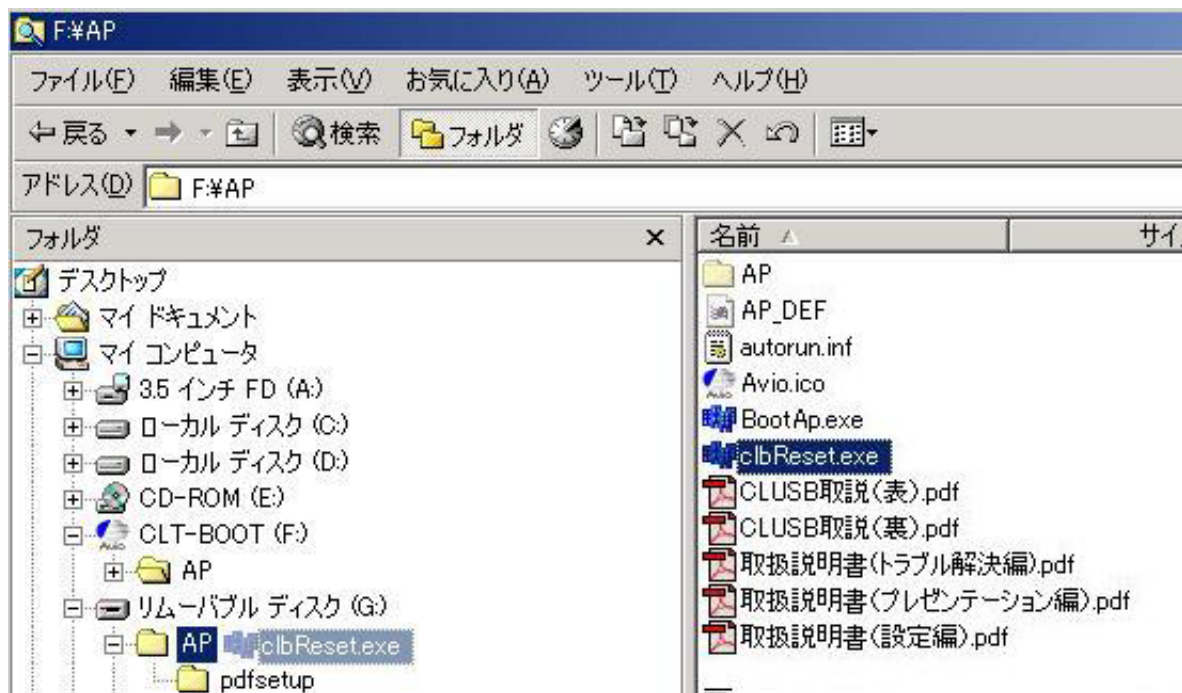 F:¥AP
ファイル(F) 編集(E) 表示(V) お気に入り(A) ツール(T) ヘルプ(H)
戻る 検索 フォルダ
アドレス(D) F:¥AP
フォルダ
デスクトップ
マイ ドキュメント
マイ コンピュータ
3.5 インチ FD (A:)
ローカル ディスク (C:)
ローカル ディスク (D:)
CD-ROM (E:)
CLT-BOOT (F:)
AP
リムーバブル ディスク (G:)
AP clbReset.exe
pdfsetup
名前 サイ
AP
AP_DEF
autorun.inf
Avio.ico
BootAp.exe
clbReset.exe
CLUSB取説(表).pdf
CLUSB取説(裏).pdf
取扱説明書(トラブル解決編).pdf
取扱説明書(プレゼンテーション編).pdf
取扱説明書(設定編).pdf